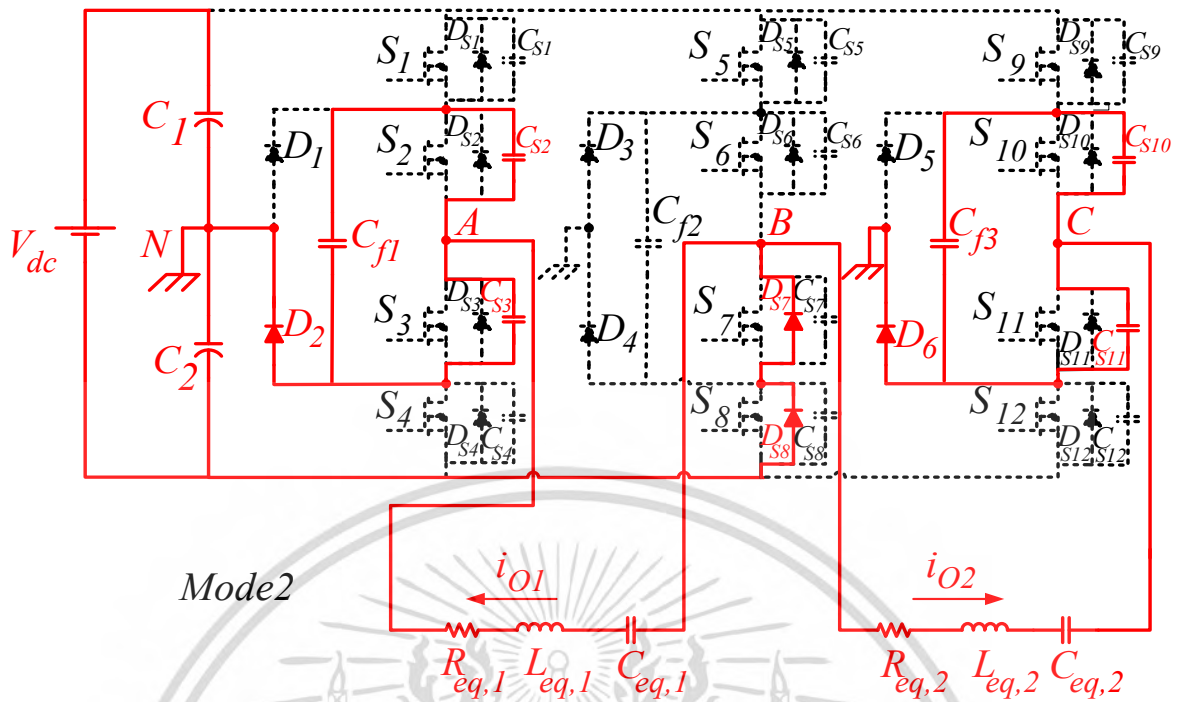 S1 DS1 CS1 S5 DS5 CS5 S9 DS9 CS9
C1 D1 S2 DS2 CS2 D3 S6 DS6 CS6 D5 S10 DS10 CS10
Vdc N Cf1 A Cf2 B Cf3 C
C2 D2 S3 DS3 CS3 D4 S7 DS7 CS7 D6 S11 DS11 CS11
S4 DS4 CS4 S8 DS8 CS8 S12 DS12 CS12
Mode2 iO1 iO2
Req,1 Leq,1 Ceq,1 Req,2 Leq,2 Ceq,2